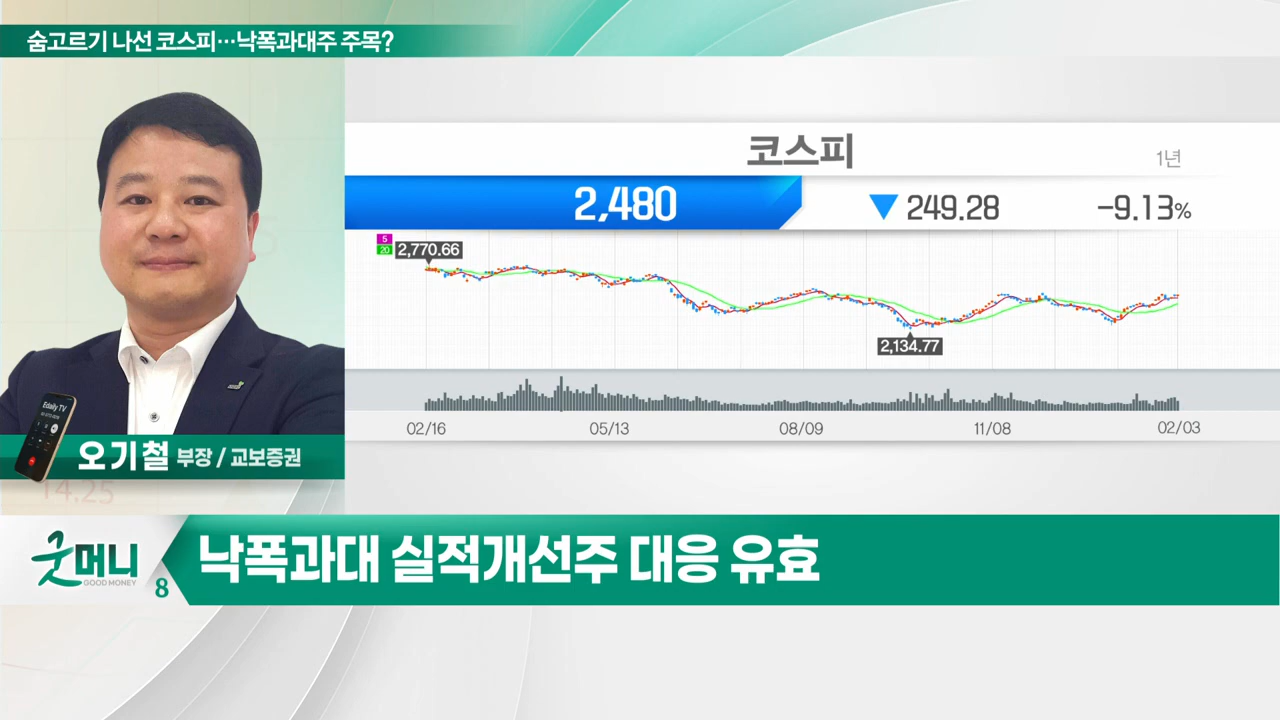 숨고르기 나선 코스피…낙폭과대주 주목?
코스피
1년
2,480
▼ 249.28
-9.13%
5
20
2,770.66
2,134.77
02/16
05/13
08/09
11/08
02/03
Edaily TV
오기철 부장 / 교보증권
14.25
굿머니
GOOD MONEY
8
낙폭과대 실적개선주 대응 유효